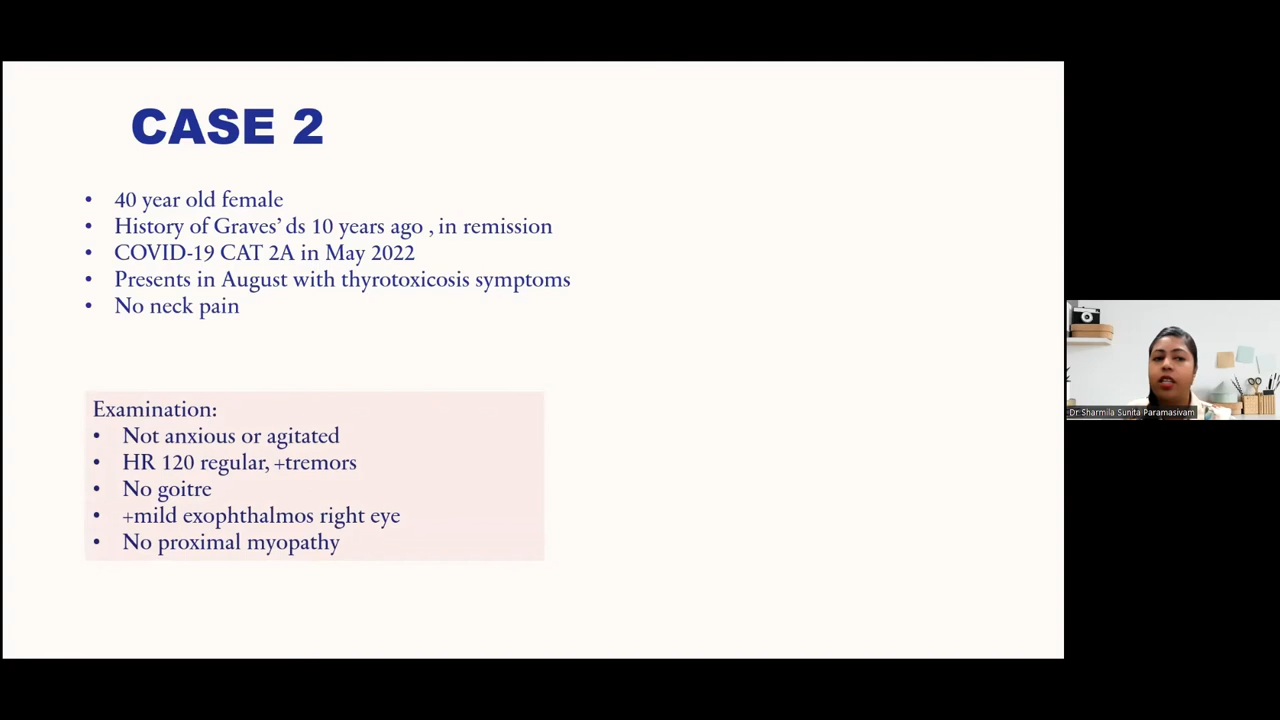 CASE 2
• 40 year old female
• History of Graves’ ds 10 years ago , in remission
• COVID-19 CAT 2A in May 2022
• Presents in August with thyrotoxicosis symptoms
• No neck pain
Examination:
• Not anxious or agitated
• HR 120 regular, +tremors
• No goitre
• +mild exophthalmos right eye
• No proximal myopathy
Dr Sharmila Sunita Paramasivam